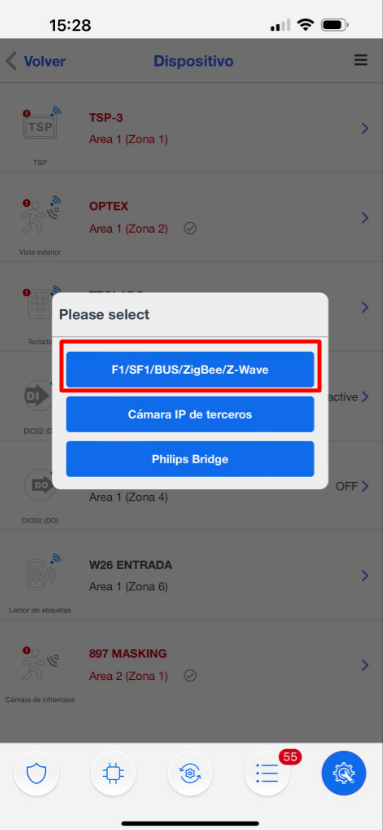 15:28
Volver
Dispositivo
TSP
TSP-3
Area 1 (Zona 1)
TSP
OPTEX
Area 1 (Zona 2)
Vista exterior
Teclado
Please select
F1/SF1/BUS/ZigBee/Z-Wave
Cámara IP de terceros
Philips Bridge
DI
active
DIO52 (D
DO
OFF
Area 1 (Zona 4)
DIO52 (DO)
W26 ENTRADA
Area 1 (Zona 6)
Lector de etiquetas
897 MASKING
Area 2 (Zona 1)
Cámara de infrarrojos
55